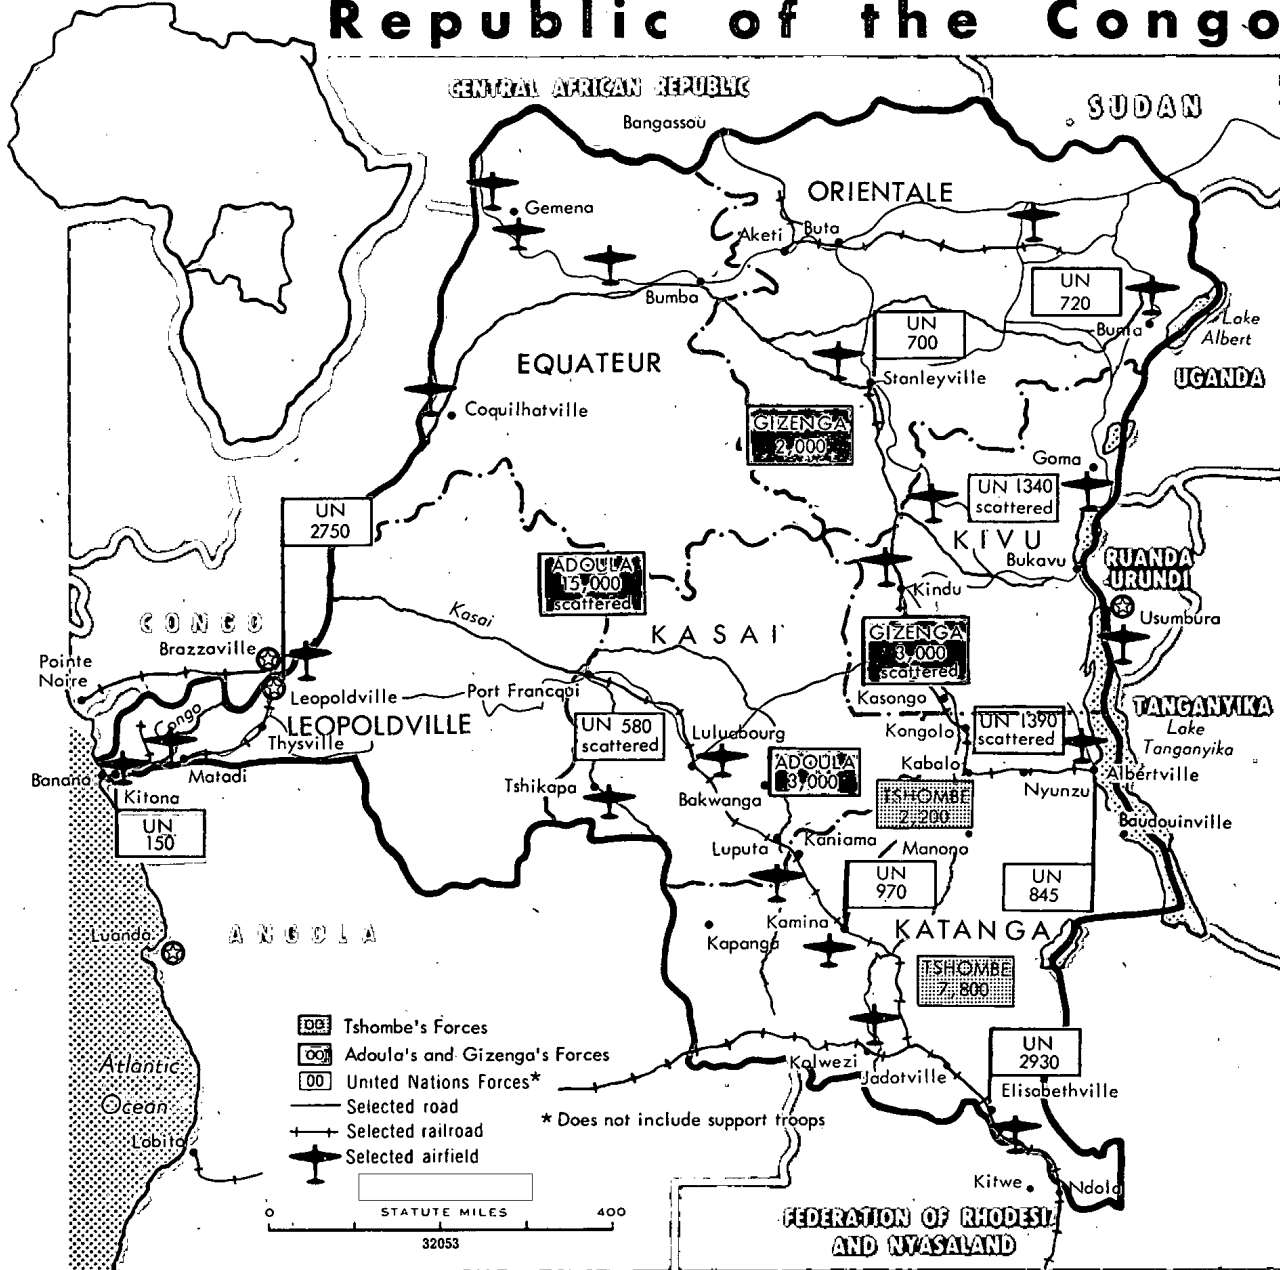 Republic of the Congo
CENTRAL AFRICAN REPUBLIC
SUDAN
Bangassou
ORIENTALE
Gemena
Aketi
Buta
UN
720
Bumba
Bunia
Lake
Albert
UN
700
EQUATEUR
Stanleyville
UGANDA
Coquilhatville
GIZENGA
2,000
Goma
UN 1340
scattered
UN
2750
KIVU
Bukavu
RUANDA
URUNDI
ADOULA
15,000
scattered
Kindu
Usumbura
Kasai
CONGO
Brazzaville
KASAI
GIZENGA
3,000
scattered
Pointe
Noire
Leopoldville
Port Francqui
Kasongo
TANGANYIKA
Congo
LEOPOLDVILLE
Thysville
UN 580
scattered
Luluabourg
Kongolo
UN 1390
scattered
Lake
Tanganyika
Banana
Matadi
Kitona
ADOULA
3,000
Kabalo
Albertville
Tshikapa
Bakwanga
TSHOMBE
2,200
Nyunzu
UN
150
Luputa
Kaniama
Manono
Baudouinville
UN
970
UN
845
Luanda
ANGOLA
Kamina
Kapanga
KATANGA
TSHOMBE
7,800
00 Tshombe's Forces
00 Adoula's and Gizenga's Forces
00 United Nations Forces*
Selected road
Selected railroad
Selected airfield
* Does not include support troops
Atlantic
Ocean
Lobito
Kolwezi
Jadotville
UN
2930
Elisabethville
Kitwe
Ndola
FEDERATION OF RHODESIA
AND NYASALAND
0 STATUTE MILES 400
32053